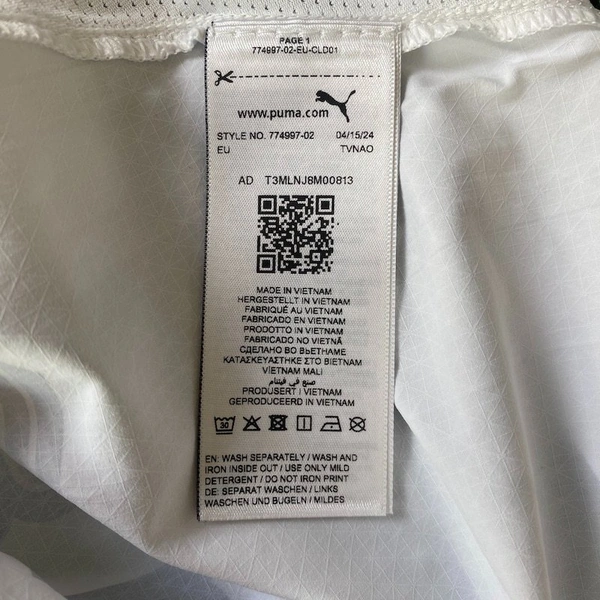 PAGE 1
774997-02-EU-CLD01
www.puma.com
STYLE NO. 774997-02 04/15/24
EU TVNAO
AD T3MLNJ8M00813
MADE IN VIETNAM
HERGESTELLT IN VIETNAM
FABRIQUÉ AU VIETNAM
FABRICADO EN VIETNAM
PRODOTTO IN VIETNAM
FABRICADO NO VIETNÃ
СДЕЛАНО ВО ВЬЕТНАМЕ
ΚΑΤΑΣΚΕΥΑΣΤΗΚΕ ΣΤΟ ΒΙΕΤΝΑΜ
VİETNAM MALI
صنع في فيتنام
PRODUSERT I VIETNAM
GEPRODUCEERD IN VIETNAM
30
EN: WASH SEPARATELY / WASH AND
IRON INSIDE OUT / USE ONLY MILD
DETERGENT / DO NOT IRON PRINT
DE: SEPARAT WASCHEN / LINKS
WASCHEN UND BÜGELN / MILDES